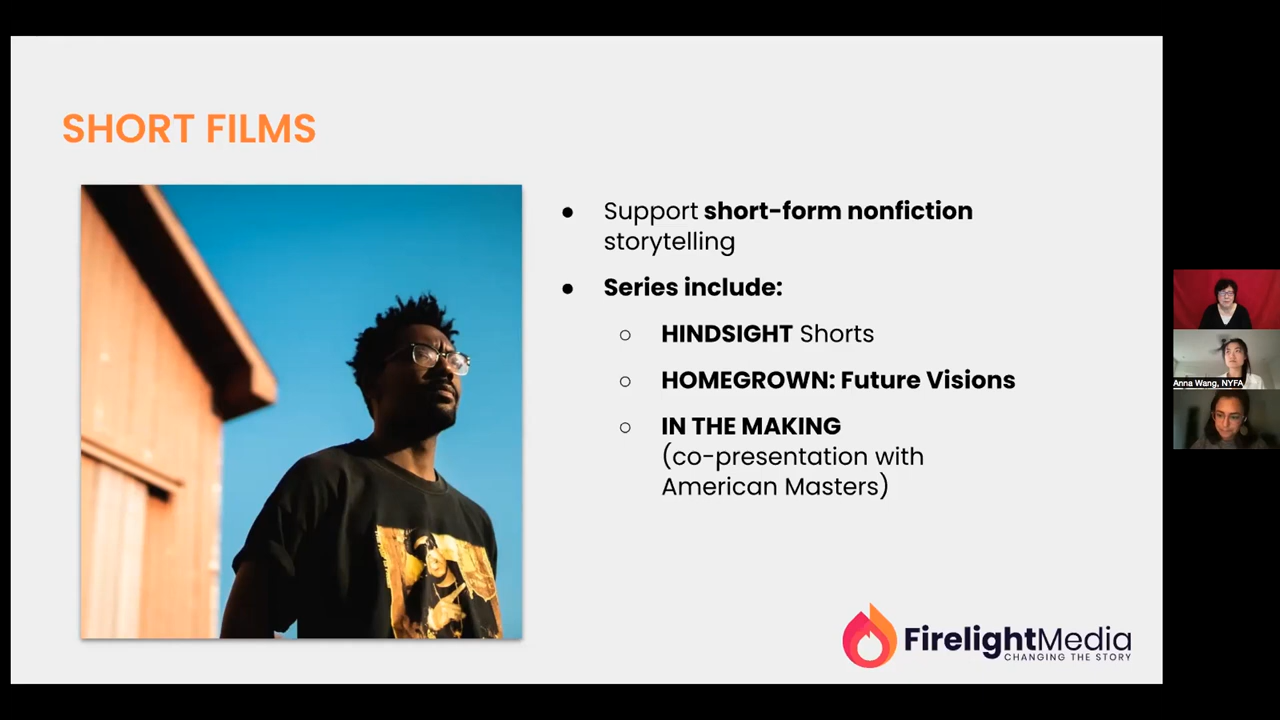 SHORT FILMS
● Support short-form nonfiction
storytelling
● Series include:
○ HINDSIGHT Shorts
○ HOMEGROWN: Future Visions
○ IN THE MAKING
(co-presentation with
American Masters)
FirelightMedia
CHANGING THE STORY
Anna Wang, NYFA